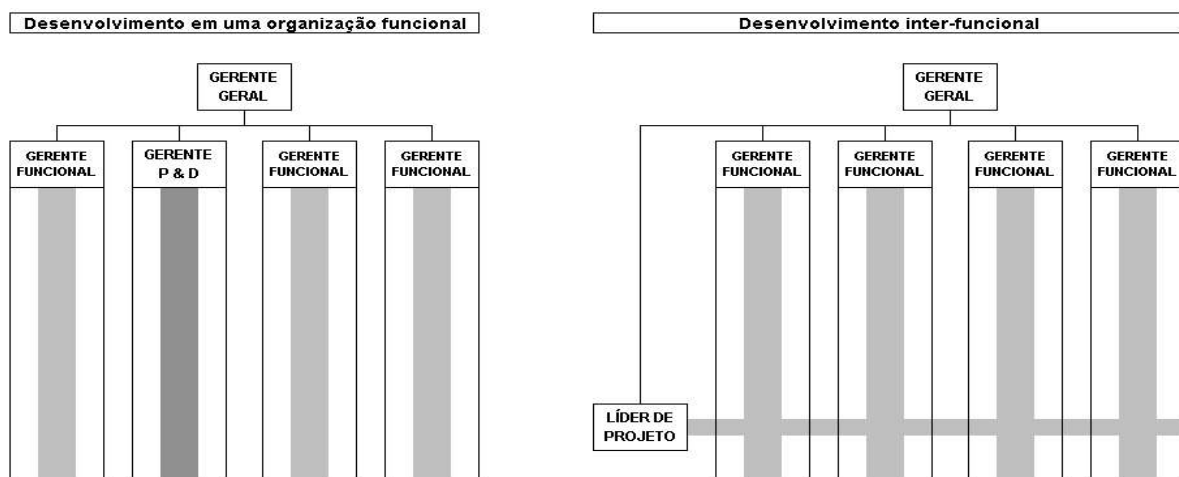 Desenvolvimento em uma organização funcional
GERENTE
GERAL
GERENTE
FUNCIONAL
GERENTE
P & D
GERENTE
FUNCIONAL
GERENTE
FUNCIONAL
Desenvolvimento inter-funcional
GERENTE
GERAL
GERENTE
FUNCIONAL
GERENTE
FUNCIONAL
GERENTE
FUNCIONAL
GERENTE
FUNCIONAL
LÍDER DE
PROJETO